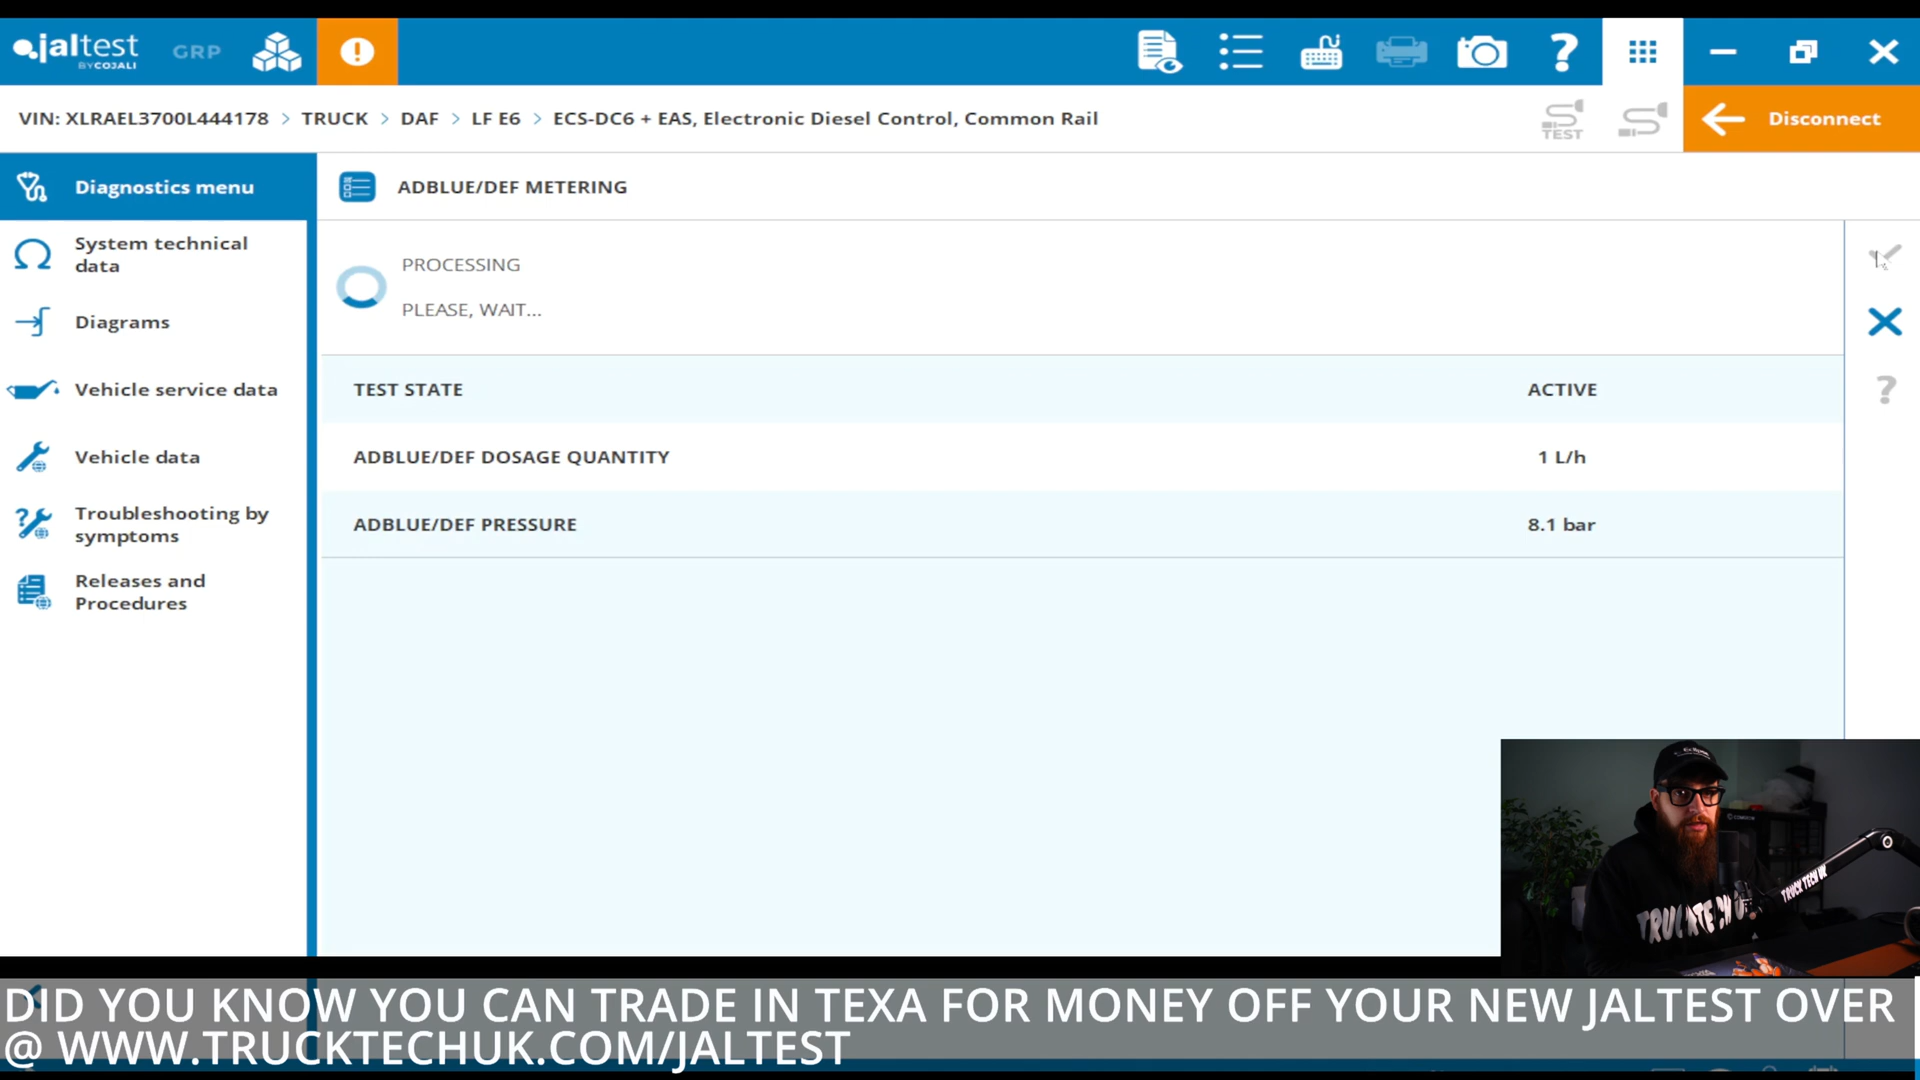 jaltest
BY COJALI
GRP
VIN: XLRAEL3700L444178 > TRUCK > DAF > LF E6 > ECS-DC6 + EAS, Electronic Diesel Control, Common Rail
TEST
Disconnect
Diagnostics menu
ADBLUE/DEF METERING
System technical
data
Diagrams
Vehicle service data
Vehicle data
Troubleshooting by
symptoms
Releases and
Procedures
PROCESSING
PLEASE, WAIT...
TEST STATE ACTIVE
ADBLUE/DEF DOSAGE QUANTITY 1 L/h
ADBLUE/DEF PRESSURE 8.1 bar
TRUCK TECH UK
DID YOU KNOW YOU CAN TRADE IN TEXA FOR MONEY OFF YOUR NEW JALTEST OVER
@ WWW.TRUCKTECHUK.COM/JALTEST